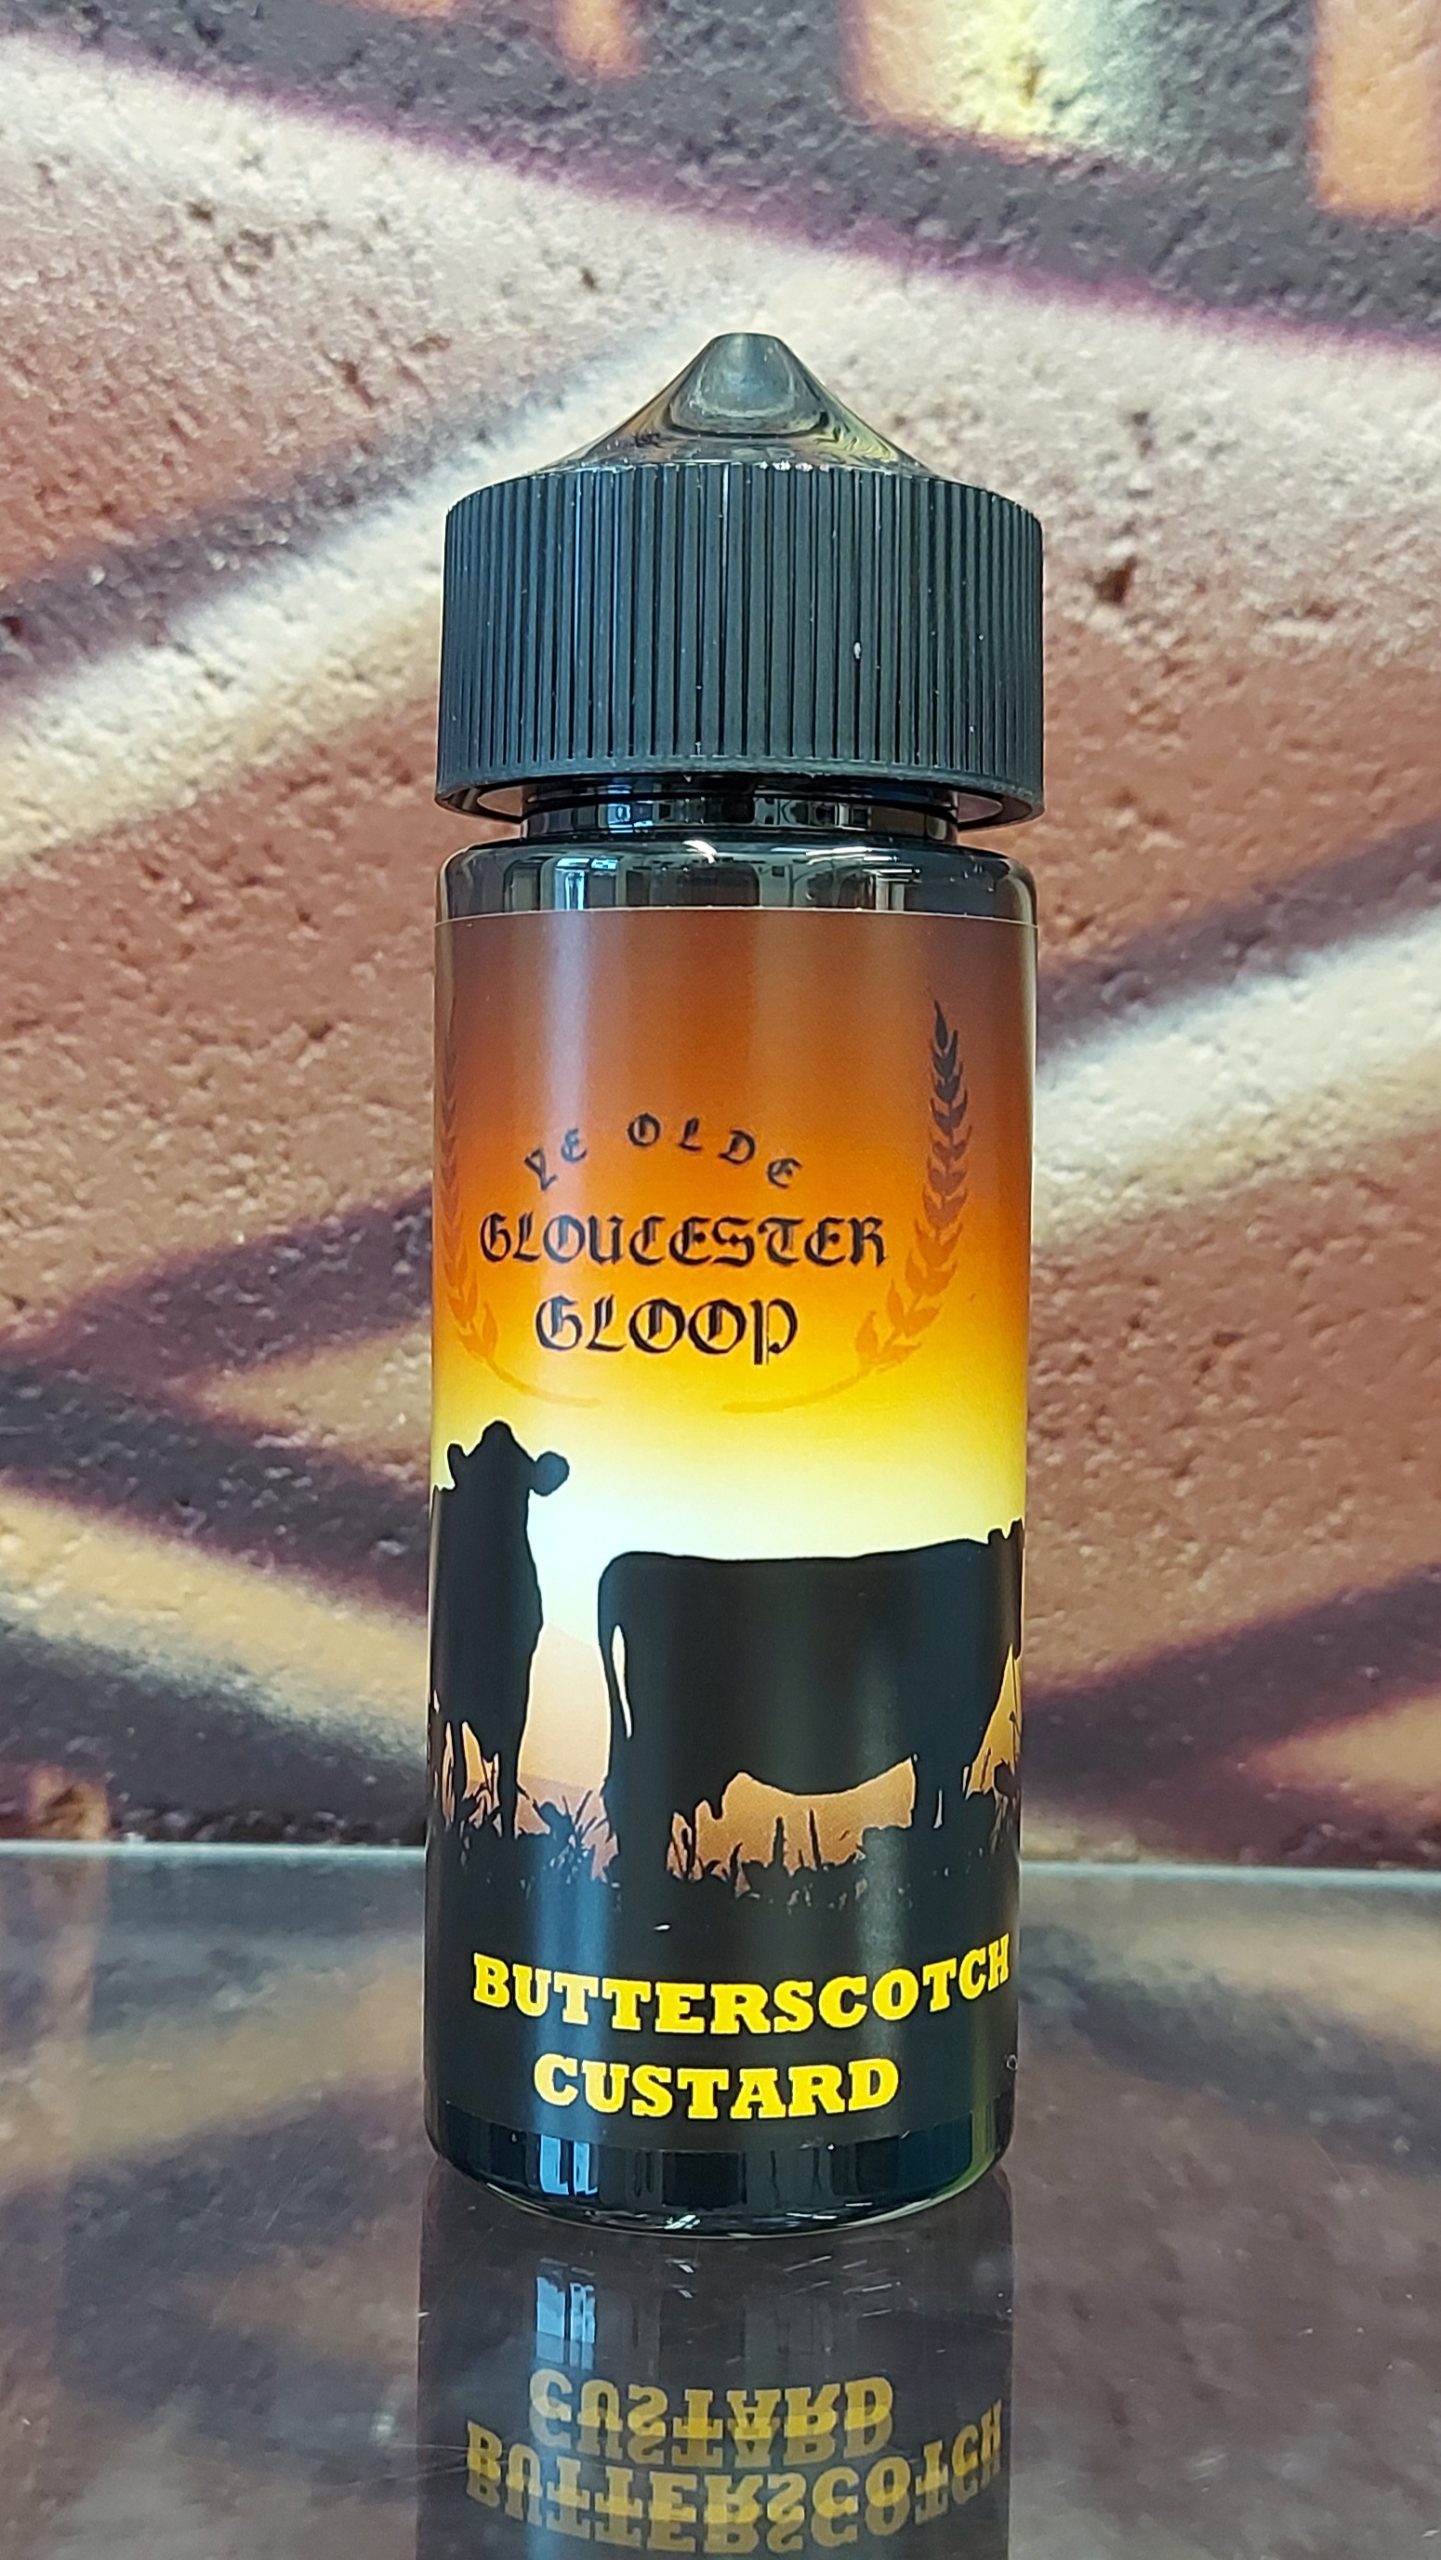 YE OLDE
GLOUCESTER
GLOOP
BUTTERSCOTCH
CUSTARD